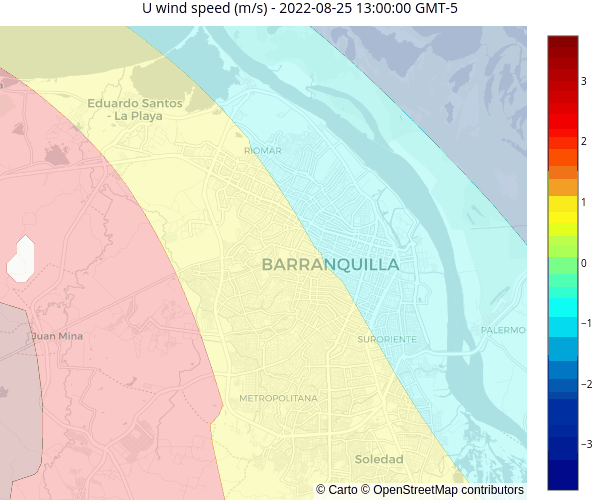 U wind speed (m/s) - 2022-08-25 13:00:00 GMT-5
Eduardo Santos
- La Playa
RIOMAR
BARRANQUILLA
Juan Mina
SURORIENTE
PALERMO
METROPOLITANA
Soledad
© Carto © OpenStreetMap contributors
3
2
1
0
−1
−2
−3